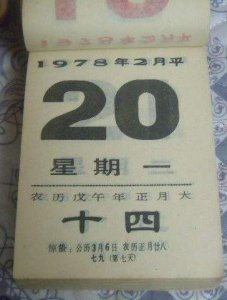 1978年2月平
20
星期一
农历戊午年正月大
十四
惊蛰:公历3月6日 农历正月廿八
七九(第七天)